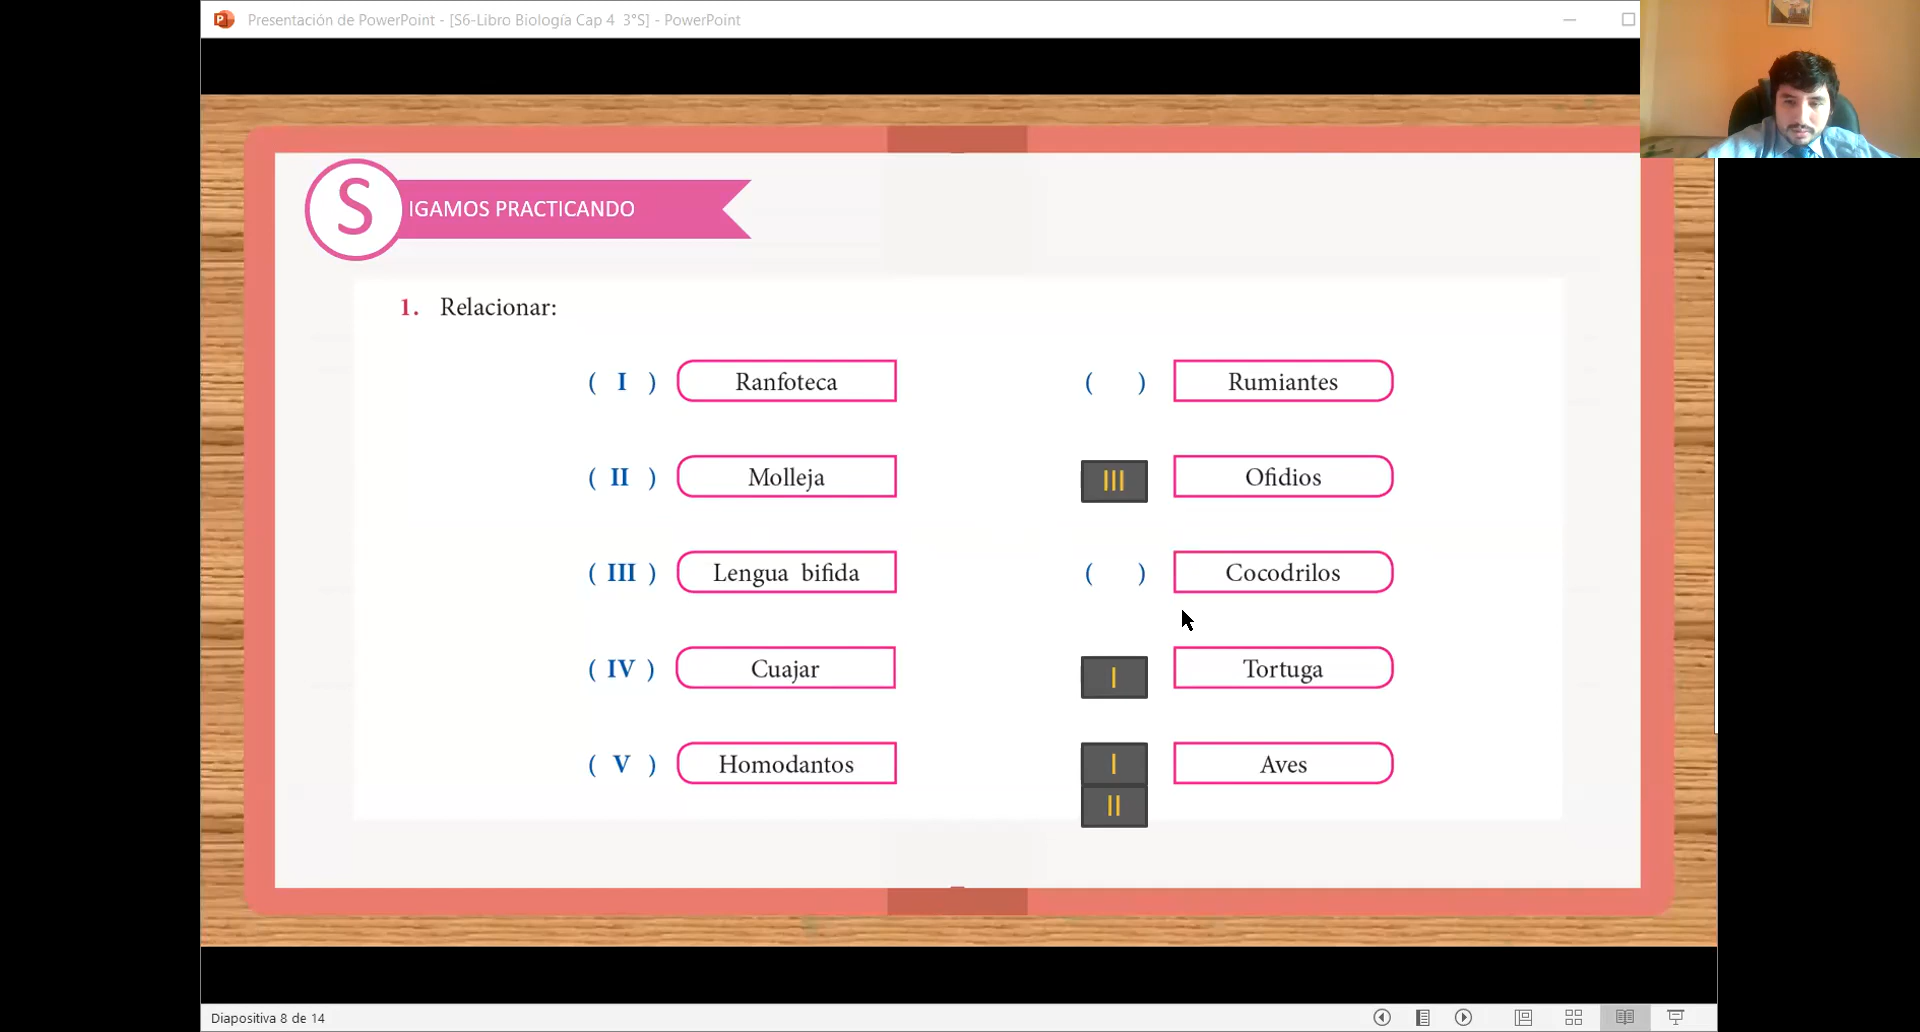 Presentación de PowerPoint - [S6-Libro Biología Cap 4 3°S] - PowerPoint
SIGAMOS PRACTICANDO
1. Relacionar:
( I ) Ranfoteca ( ) Rumiantes
( II ) Molleja III Ofidios
( III ) Lengua bifida ( ) Cocodrilos
( IV ) Cuajar I Tortuga
( V ) Homodantos I Aves
II
Diapositiva 8 de 14